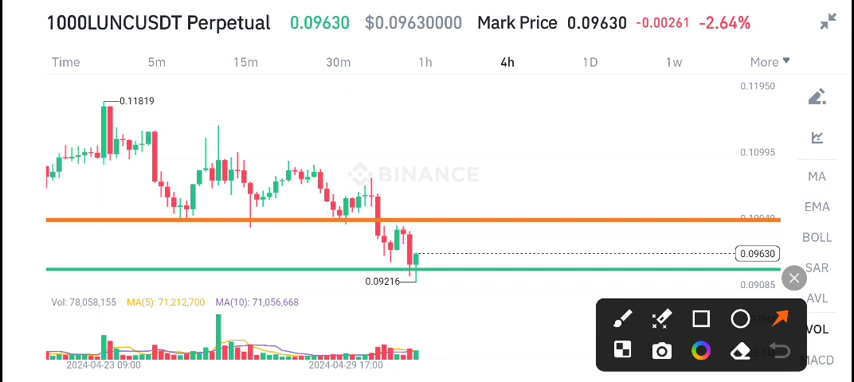 1000LUNCUSDT Perpetual 0.09630 $0.09630000 Mark Price 0.09630 -0.00261 -2.64%
Time 5m 15m 30m 1h 4h 1D 1w More
0.11950
0.11819
0.10995
BINANCE
MA
EMA
BOLL
0.09630
SAR
0.09216
0.09085
Vol: 78,058,155 MA(5): 71,212,700 MA(10): 71,056,668
AVL
VOL
MACD
2024-04-23 09:00 2024-04-29 17:00